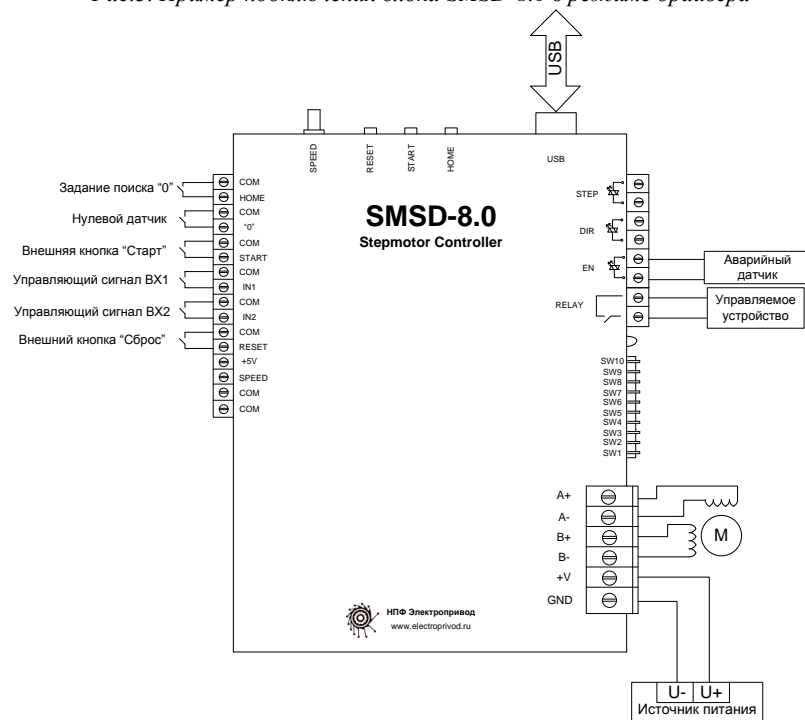 USB
SPEED
RESET
START
HOME
USB
Задание поиска “0”
Нулевой датчик
Внешняя кнопка “Старт”
Управляющий сигнал ВХ1
Управляющий сигнал ВХ2
Внешний кнопка “Сброс”
COM
HOME
COM
“0”
COM
START
COM
IN1
COM
IN2
COM
RESET
+5V
SPEED
COM
COM
SMSD-8.0
Stepmotor Controller
STEP
DIR
EN
RELAY
Аварийный
датчик
Управляемое
устройство
SW10
SW9
SW8
SW7
SW6
SW5
SW4
SW3
SW2
SW1
A+
A-
B+
B-
+V
GND
M
НПФ Электропривод
www.electroprivod.ru
U- U+
Источник питания